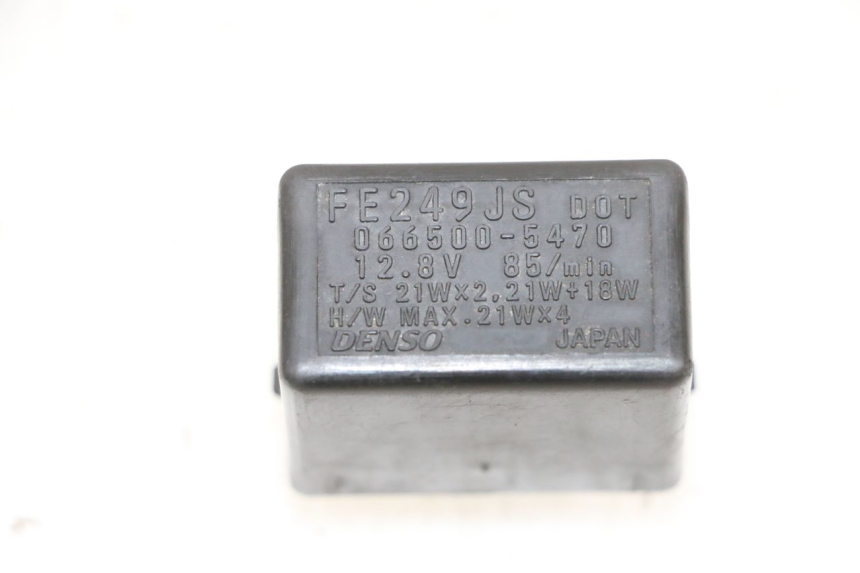 FE249JS DOT
066500-5470
12.8V 85/min
T/S 21W×2,21W+18W
H/W MAX.21W×4
DENSO JAPAN